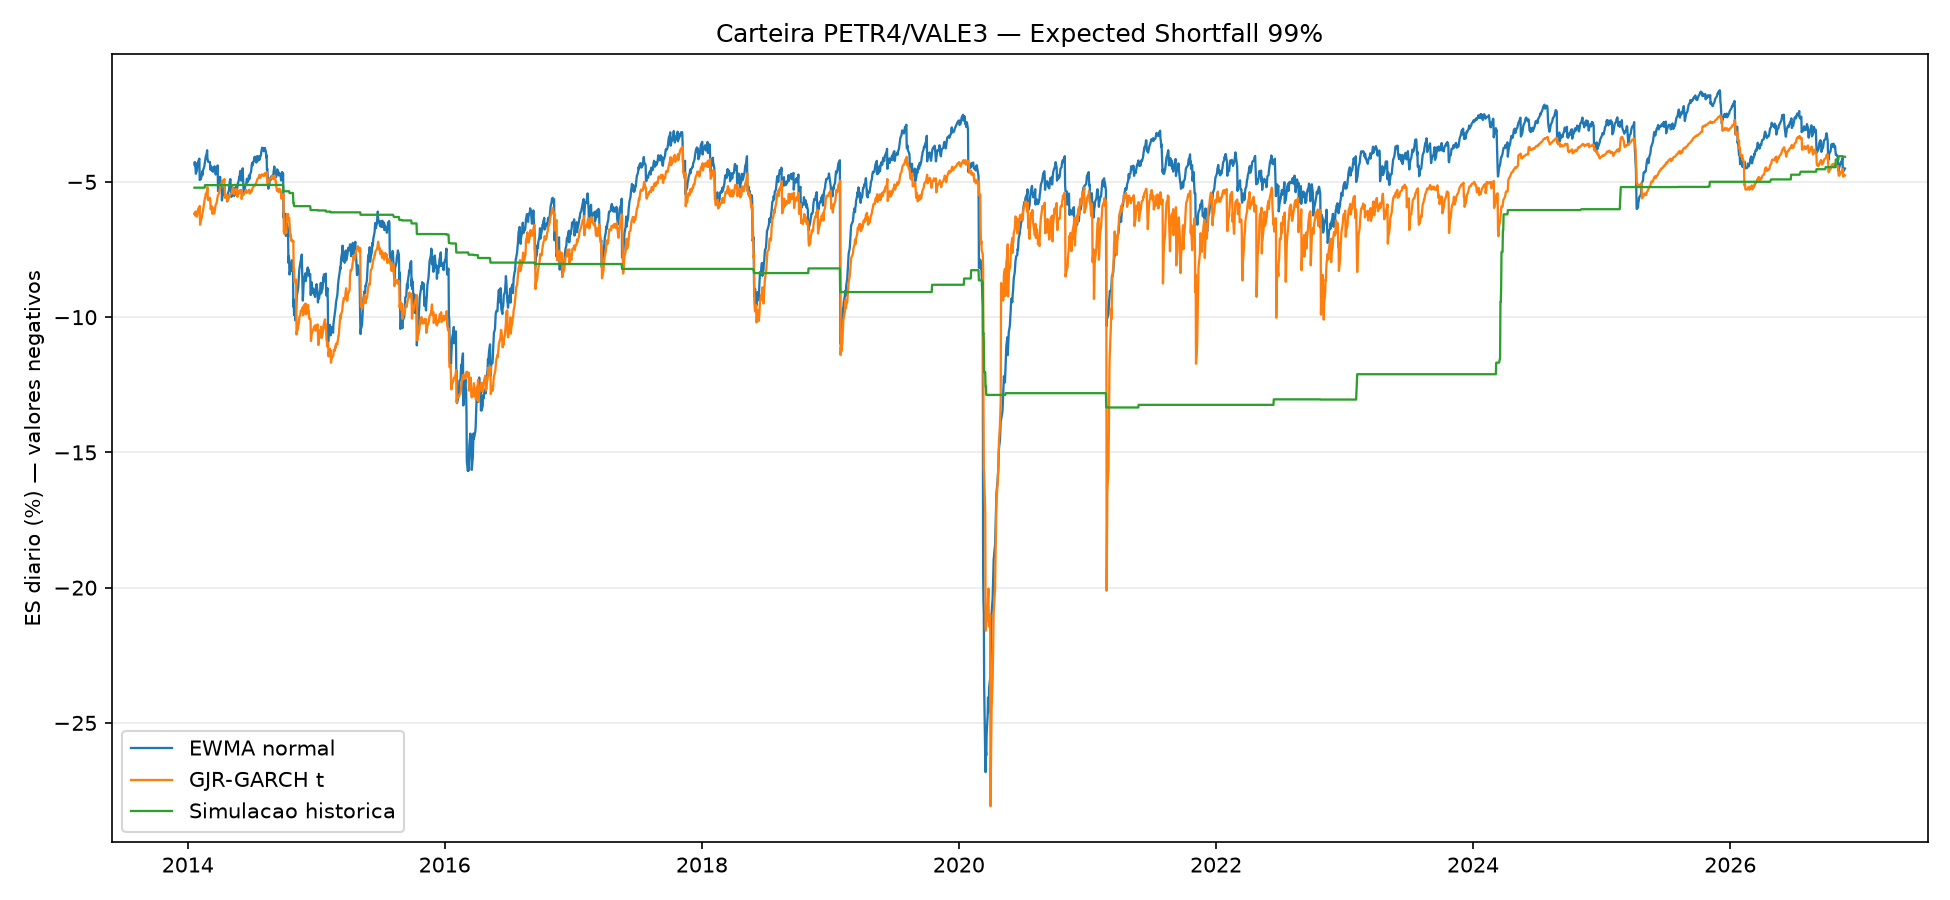 Carteira PETR4/VALE3 — Expected Shortfall 99%
ES diario (%) — valores negativos
−5
−10
−15
−20
−25
EWMA normal
GJR-GARCH t
Simulacao historica
2014
2016
2018
2020
2022
2024
2026